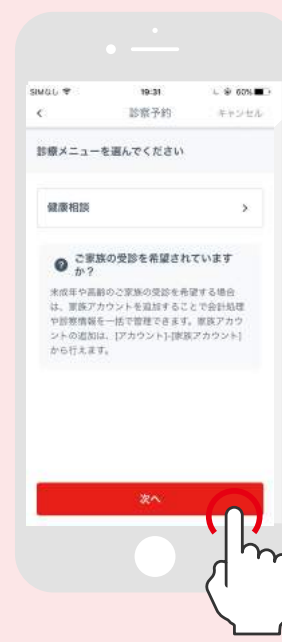 SIMなし 19:31 60%
診察予約 キャンセル
診療メニューを選んでください
健康相談
ご家族の受診を希望されています
か？
未成年や高齢のご家族の受診を希望する場合
は、家族アカウントを追加することで会計処理
や診察情報を一括で管理できます。家族アカウ
ントの追加は、[アカウント]-[家族アカウント]
から行えます。
次へ